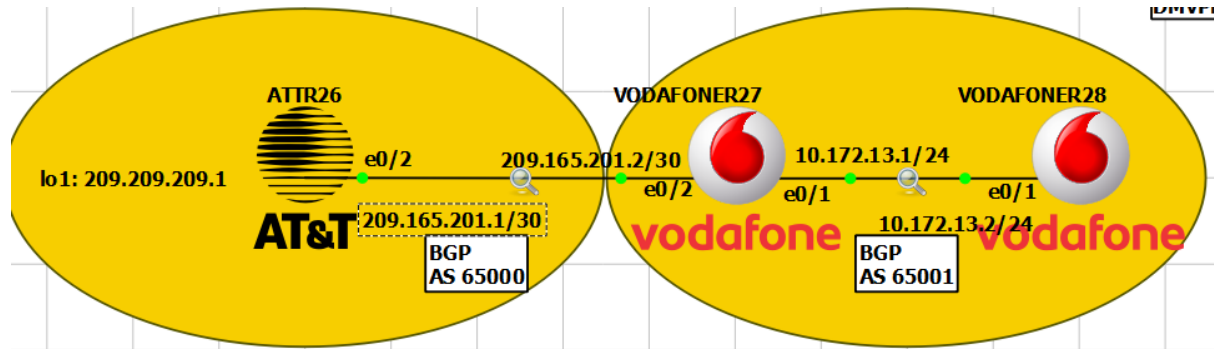 DMVP
ATTR26
VODAFONER27
VODAFONER28
e0/2
209.165.201.2/30
10.172.13.1/24
lo1: 209.209.209.1
e0/2
e0/1
e0/1
209.165.201.1/30
10.172.13.2/24
AT&T
vodafone
vodafone
BGP
AS 65000
BGP
AS 65001